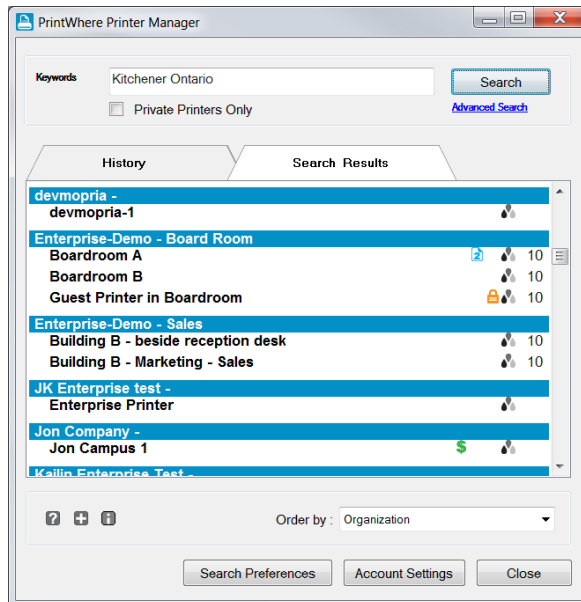 PrintWhere Printer Manager
Keywords
Kitchener Ontario
Search
Private Printers Only
Advanced Search
History
Search Results
devmopria -
devmopria-1
Enterprise-Demo - Board Room
Boardroom A 2 10
Boardroom B 10
Guest Printer in Boardroom 10
Enterprise-Demo - Sales
Building B - beside reception desk 10
Building B - Marketing - Sales 10
JK Enterprise test -
Enterprise Printer
Jon Company -
Jon Campus 1 $
Kailin Enterprise Test -
Order by : Organization
Search Preferences
Account Settings
Close